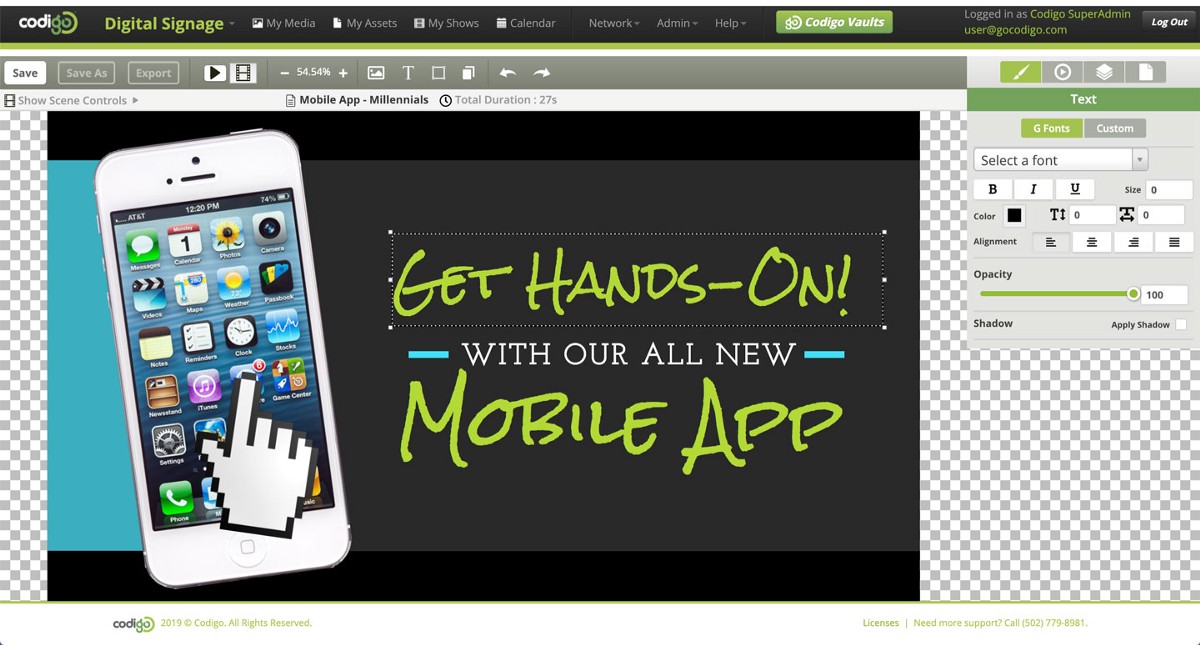 codigo Digital Signage My Media My Assets My Shows Calendar Network Admin Help Codigo Vaults Logged in as Codigo SuperAdmin Log Out
user@gocodigo.com
Save Save As Export 54.54% T
Show Scene Controls Mobile App - Millennials Total Duration : 27s
Text
G Fonts Custom
Select a font
B I U Size 0
Color T 0 T 0
Alignment
Opacity
100
Shadow Apply Shadow
AT&T 12:20 PM 74%
Monday
1
Messages Calendar Photos Camera
280
Videos Maps Weather Passbook
Notes Reminders Clock Stocks
Newsstand iTunes Game Center
Settings
Phone
GET HANDS-ON!
WITH OUR ALL NEW
MOBILE APP
codigo 2019 © Codigo. All Rights Reserved. Licenses | Need more support? Call (502) 779-8981.